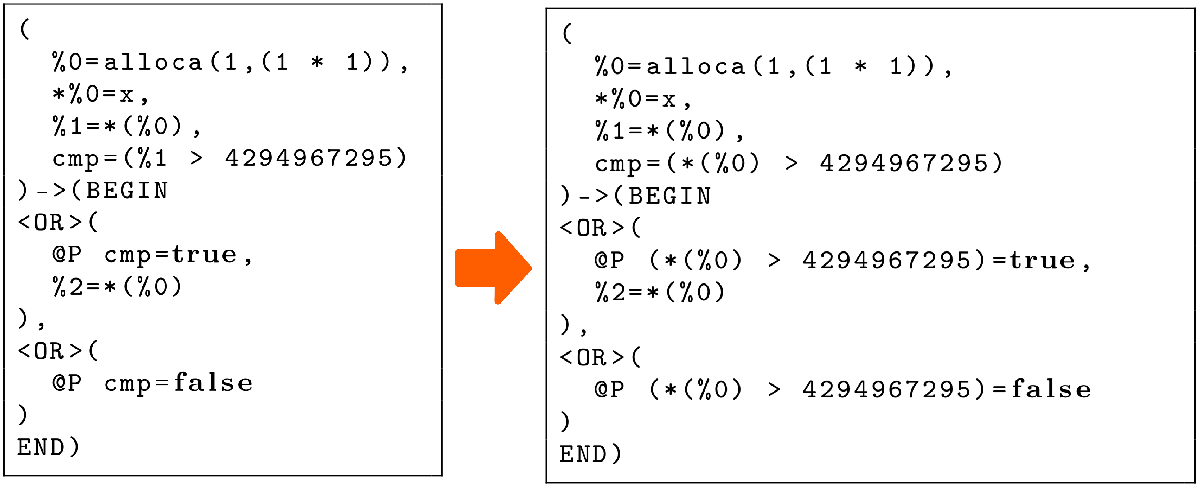 (
  %0=alloca(1,(1 * 1)),
  *%0=x,
  %1=*(%0),
  cmp=(%1 > 4294967295)
)->(BEGIN
<OR>(
  @P cmp=true,
  %2=*(%0)
),
<OR>(
  @P cmp=false
)
END)
(
  %0=alloca(1,(1 * 1)),
  *%0=x,
  %1=*(%0),
  cmp=(*(%0) > 4294967295)
)->(BEGIN
<OR>(
  @P (*(%0) > 4294967295)=true,
  %2=*(%0)
),
<OR>(
  @P (*(%0) > 4294967295)=false
)
END)